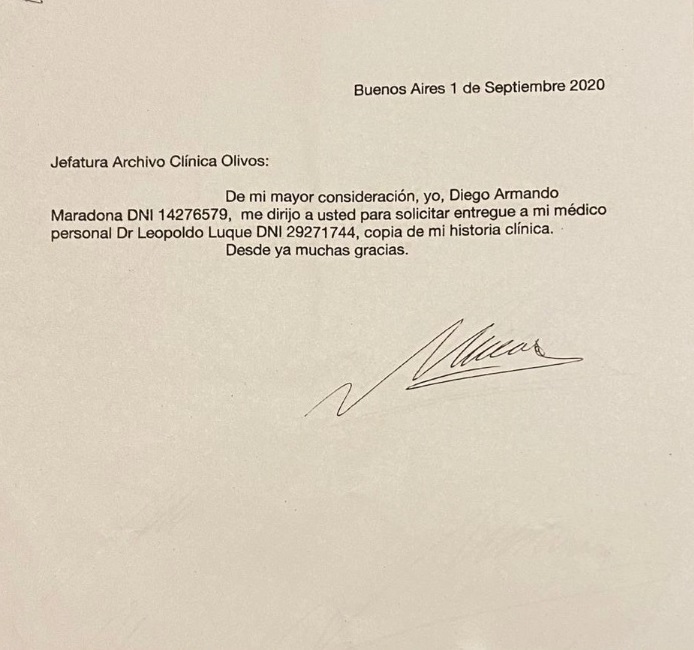 Buenos Aires 1 de Septiembre 2020
Jefatura Archivo Clínica Olivos:
De mi mayor consideración, yo, Diego Armando
Maradona DNI 14276579, me dirijo a usted para solicitar entregue a mi médico
personal Dr Leopoldo Luque DNI 29271744, copia de mi historia clínica.
Desde ya muchas gracias.